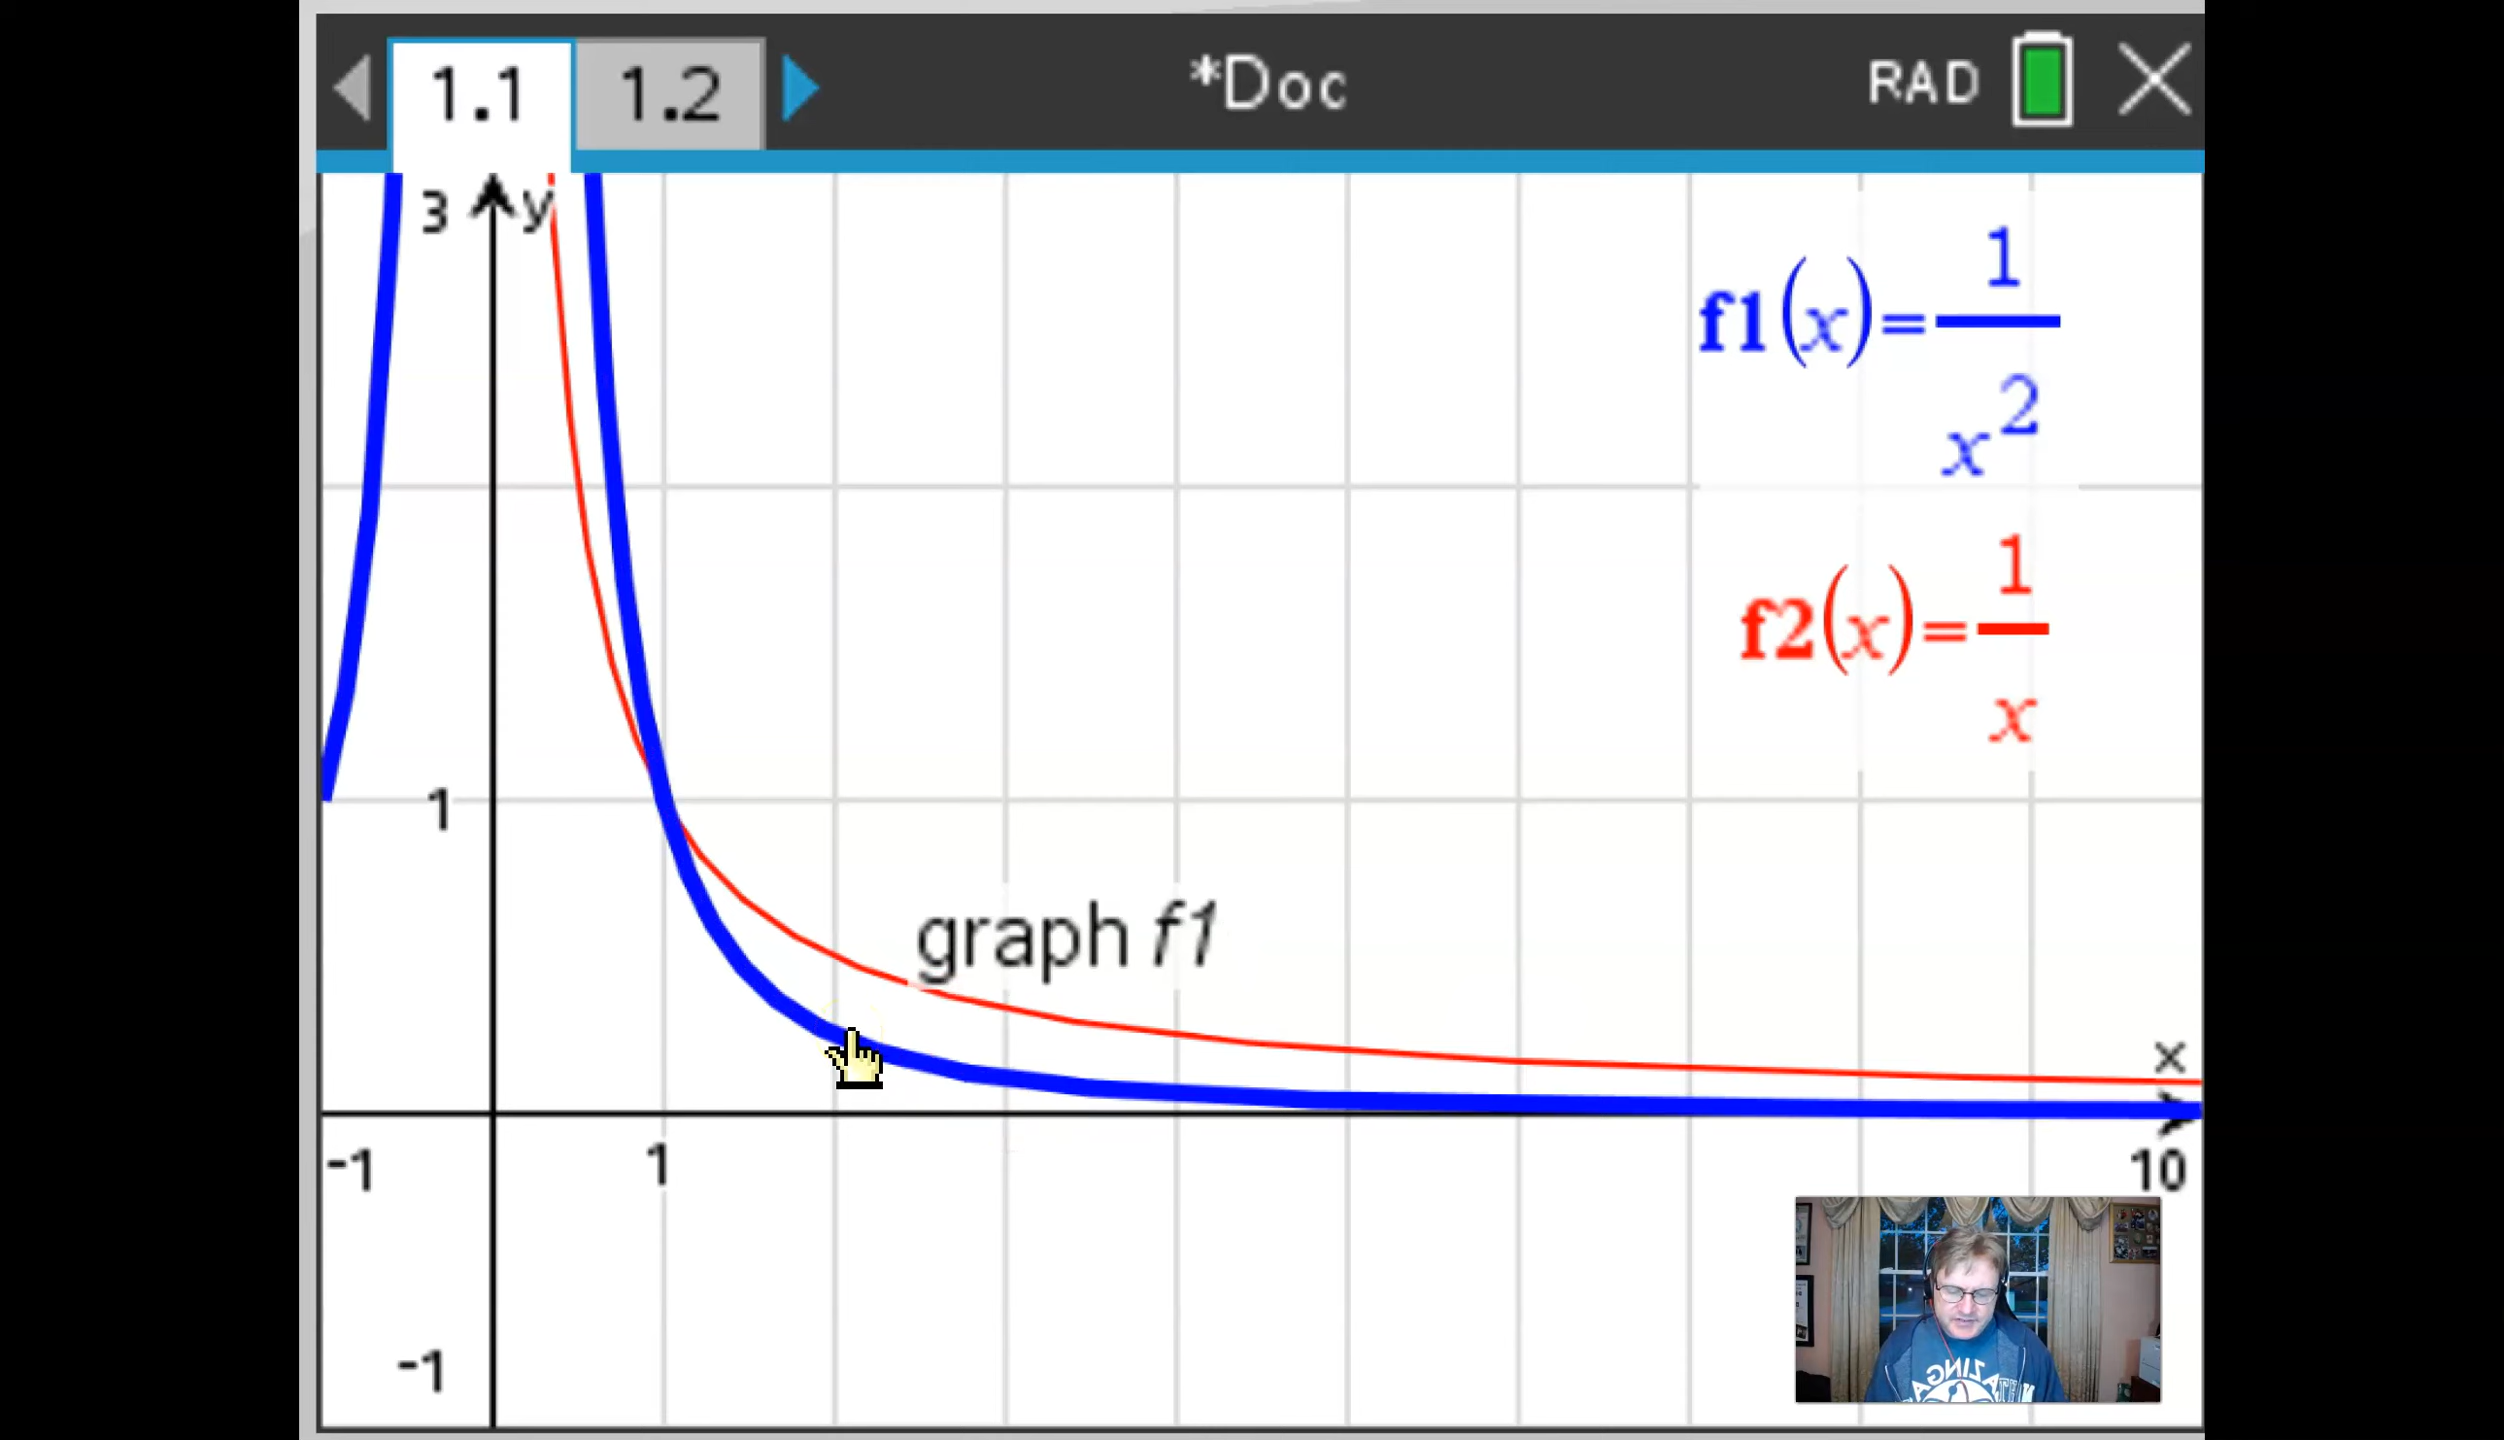 1.1 1.2 *Doc RAD
3 y
f1(x)=1/x^2
f2(x)=1/x
1
graph f1
x
-1 1 10
-1